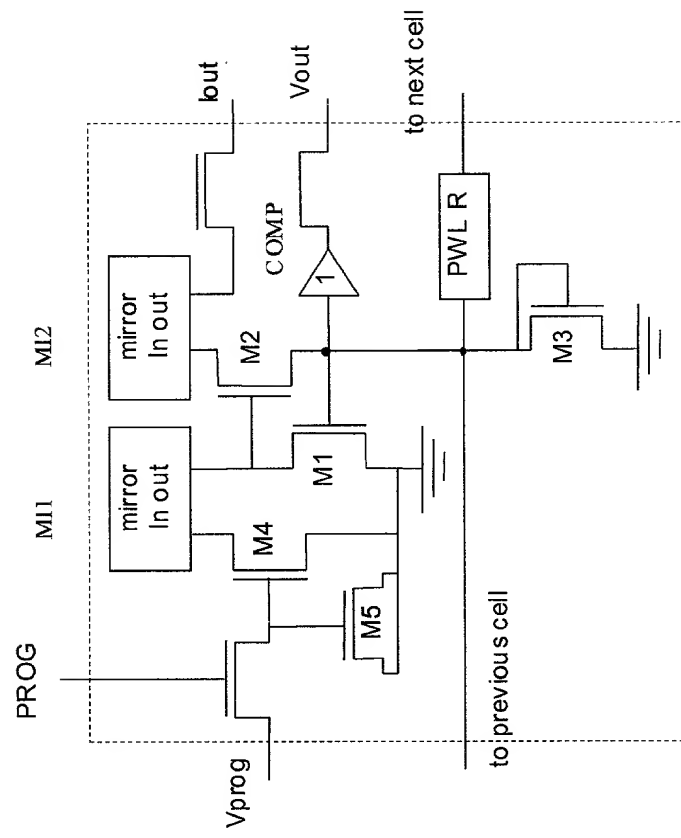 MI1
MI2
PROG
mirror
In out
mirror
In out
Iout
COMP
M4
M2
1
Vout
M1
Vprog
M5
to next cell
PWL R
to previous cell
M3